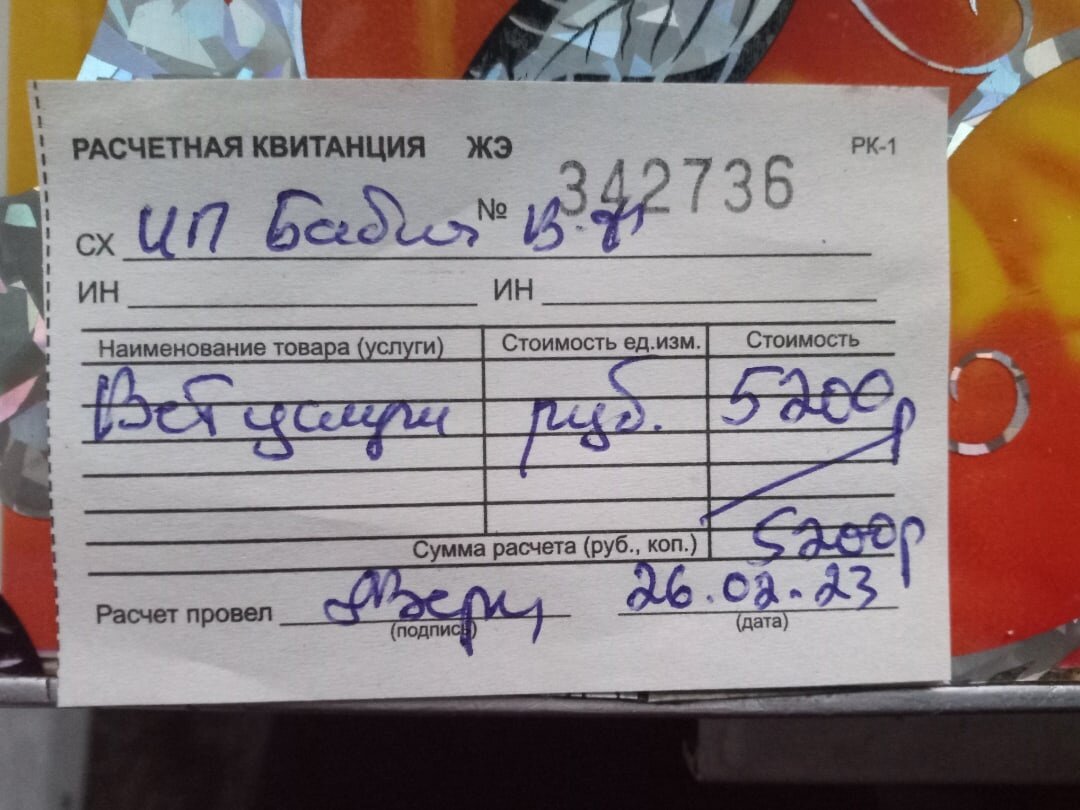 РАСЧЕТНАЯ КВИТАНЦИЯ ЖЭ РК-1
№ 342736
СХ ИП Бабич В.Л
ИН ИН
Наименование товара (услуги) Стоимость ед.изм. Стоимость
Вет услуги руб. 5200р
Сумма расчета (руб., коп.) 5200р
Расчет провел 26.02.23
(подпись) (дата)